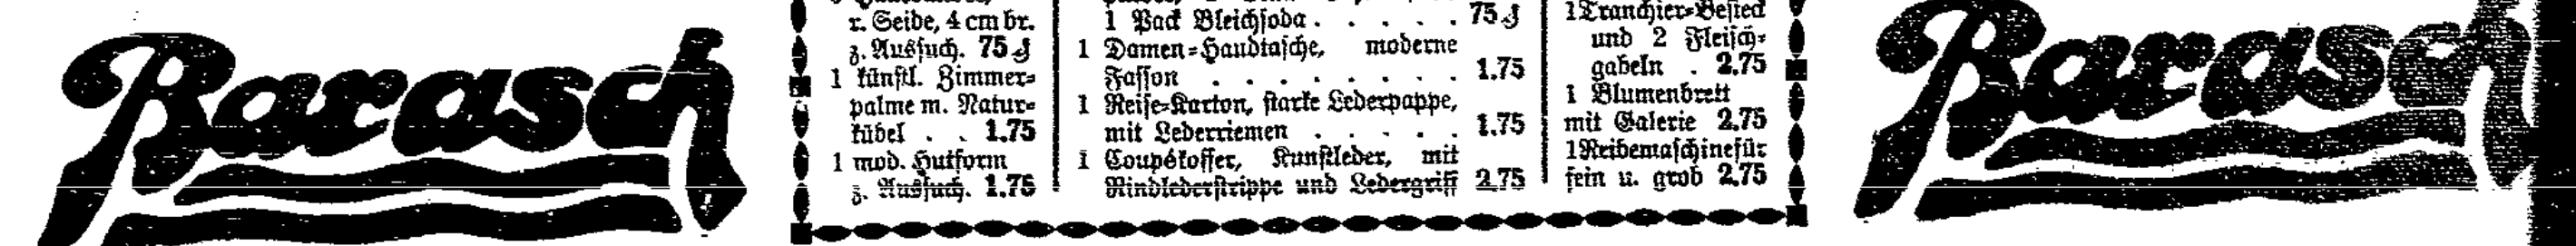 Barasch
r. Seide, 4 cm br.
z. Aussuch. 75 ₰
1 künstl. Zimmer-
palme m. Natur-
kübel . . 1.75
1 mod. Hutform
z. Aussuch. 1.75
1 Pack Bleichsoda . . . . . 75 ₰
1 Damen-Handtasche, moderne
Fasson . . . . . . . . 1.75
1 Reise-Karton, starke Lederpappe,
mit Lederriemen . . . . . 1.75
1 Coupékoffer, Kunstleder, mit
Rindlederstrippe und Ledergriff 2.75
1 Tranchier-Besteck
und 2 Fleisch-
gabeln . 2.75
1 Blumenbrett
mit Galerie 2.75
1 Reibemaschine für
fein u. grob 2.75
Barasch